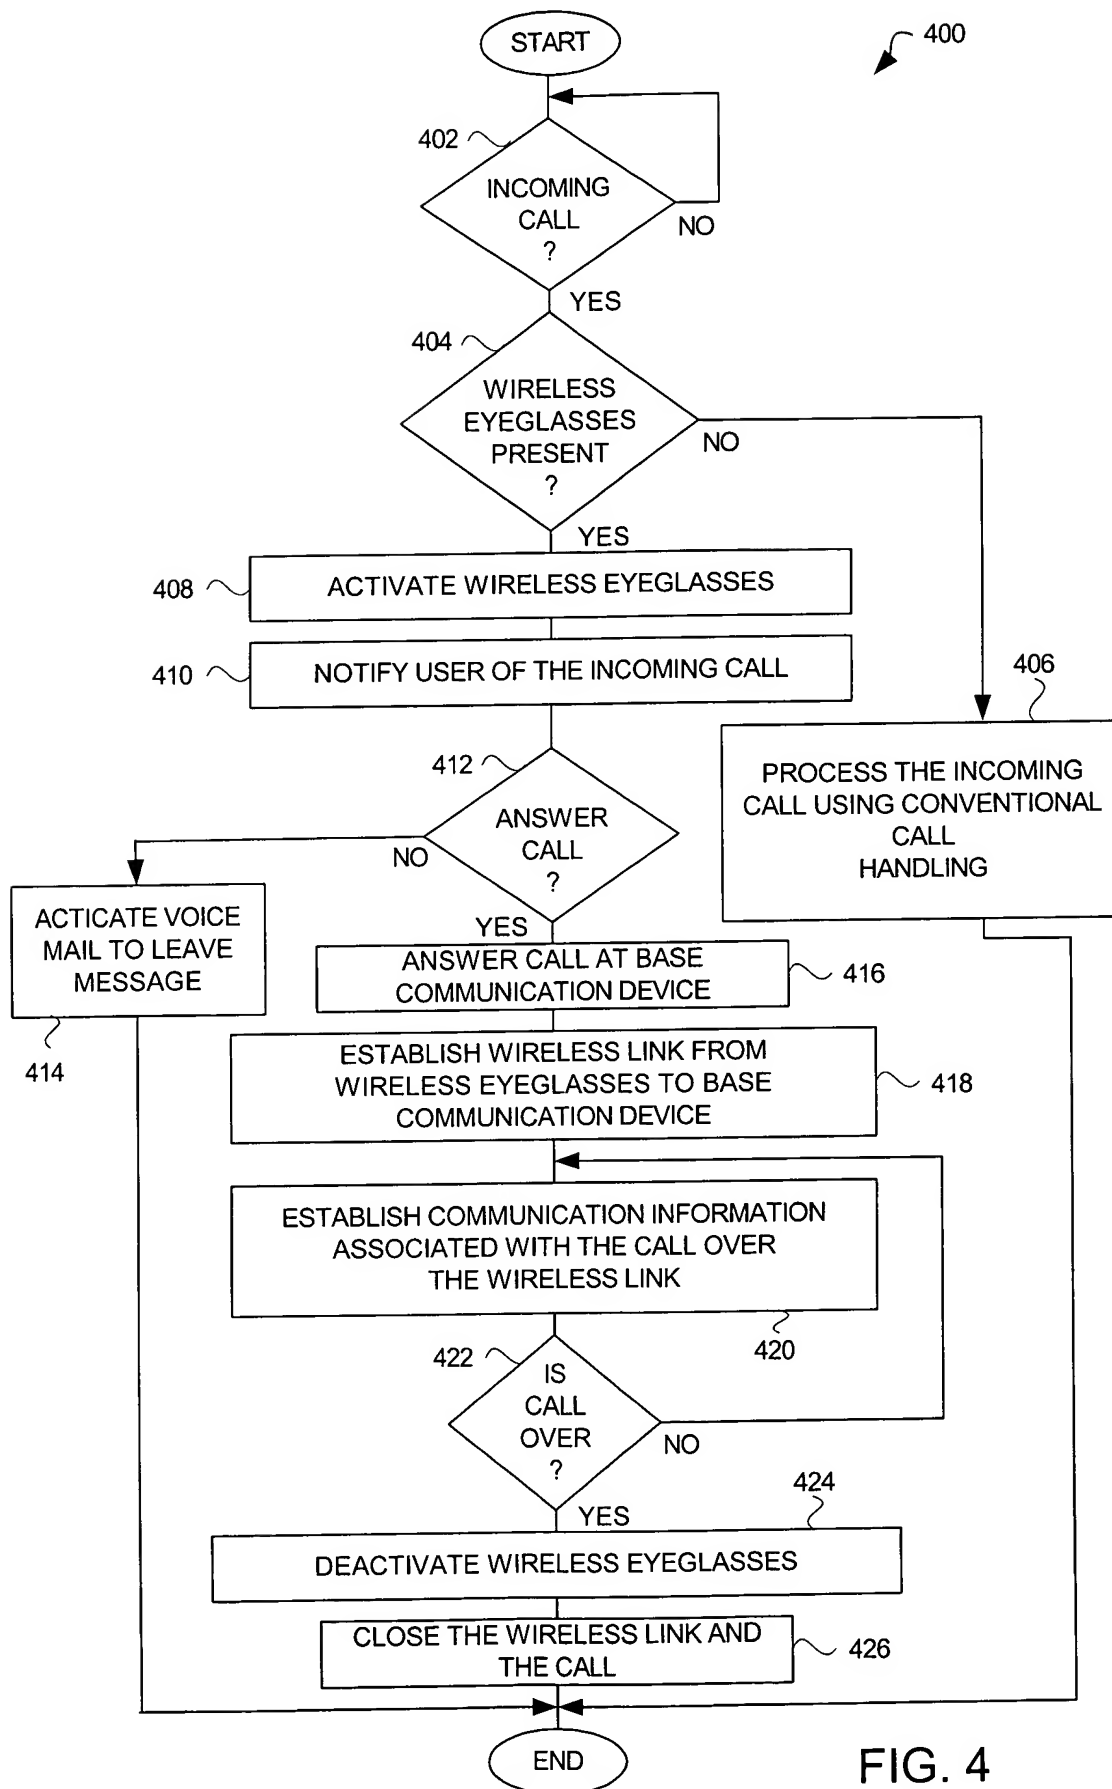 START
400
402
INCOMING
CALL
?
NO
YES
404
WIRELESS
EYEGLASSES
PRESENT
?
NO
YES
408
ACTIVATE WIRELESS EYEGLASSES
410
NOTIFY USER OF THE INCOMING CALL
406
PROCESS THE INCOMING
CALL USING CONVENTIONAL
CALL
HANDLING
412
ANSWER
CALL
?
NO
YES
ACTICATE VOICE
MAIL TO LEAVE
MESSAGE
414
ANSWER CALL AT BASE
COMMUNICATION DEVICE
416
ESTABLISH WIRELESS LINK FROM
WIRELESS EYEGLASSES TO BASE
COMMUNICATION DEVICE
418
ESTABLISH COMMUNICATION INFORMATION
ASSOCIATED WITH THE CALL OVER
THE WIRELESS LINK
420
422
IS
CALL
OVER
?
NO
YES
424
DEACTIVATE WIRELESS EYEGLASSES
CLOSE THE WIRELESS LINK AND
THE CALL
426
END
FIG. 4